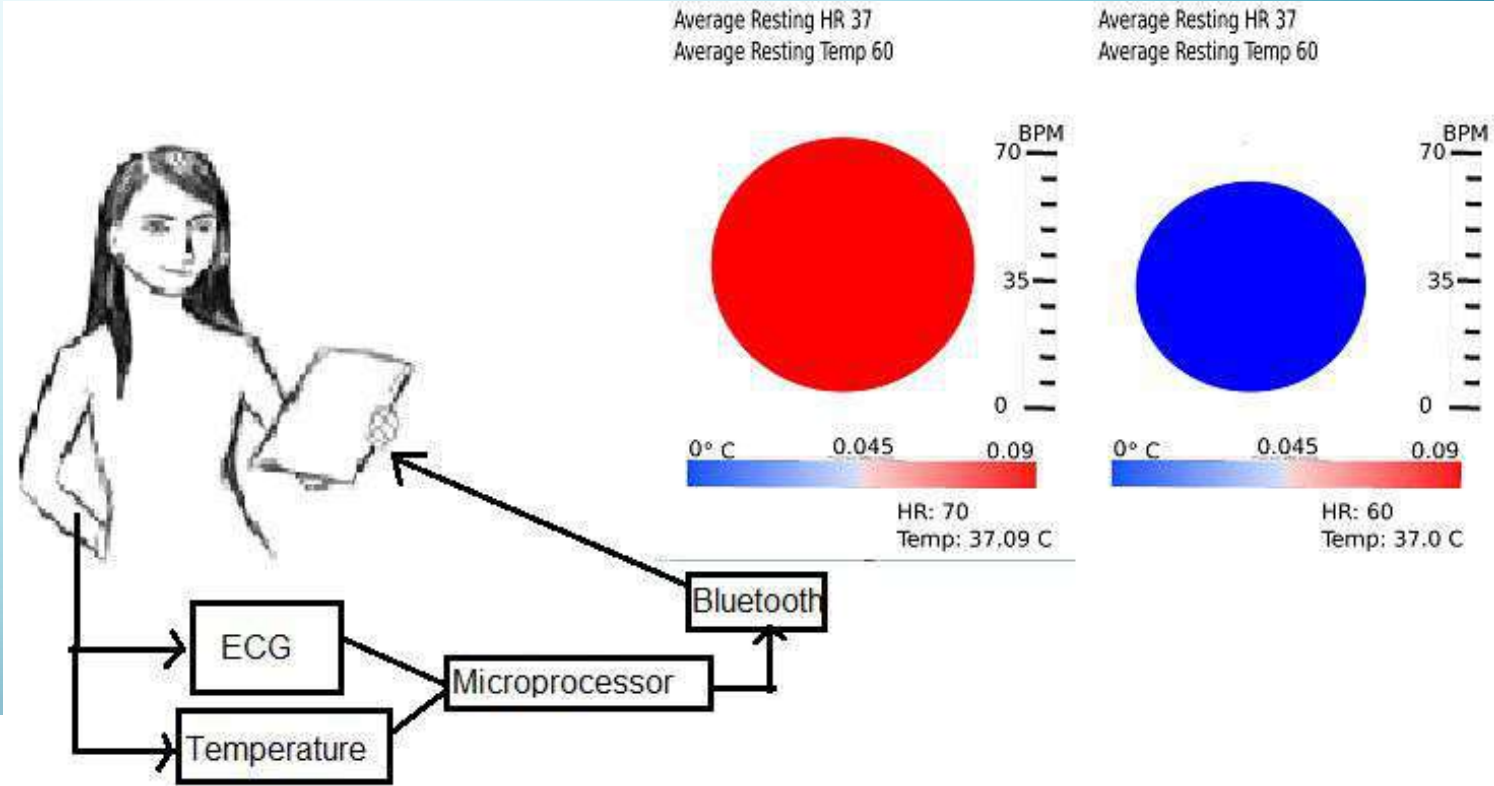 Average Resting HR 37
Average Resting Temp 60
BPM
70
35
0
0° C 0.045 0.09
HR: 70
Temp: 37.09 C
Average Resting HR 37
Average Resting Temp 60
BPM
70
35
0
0° C 0.045 0.09
HR: 60
Temp: 37.0 C
Bluetooth
ECG
Microprocessor
Temperature